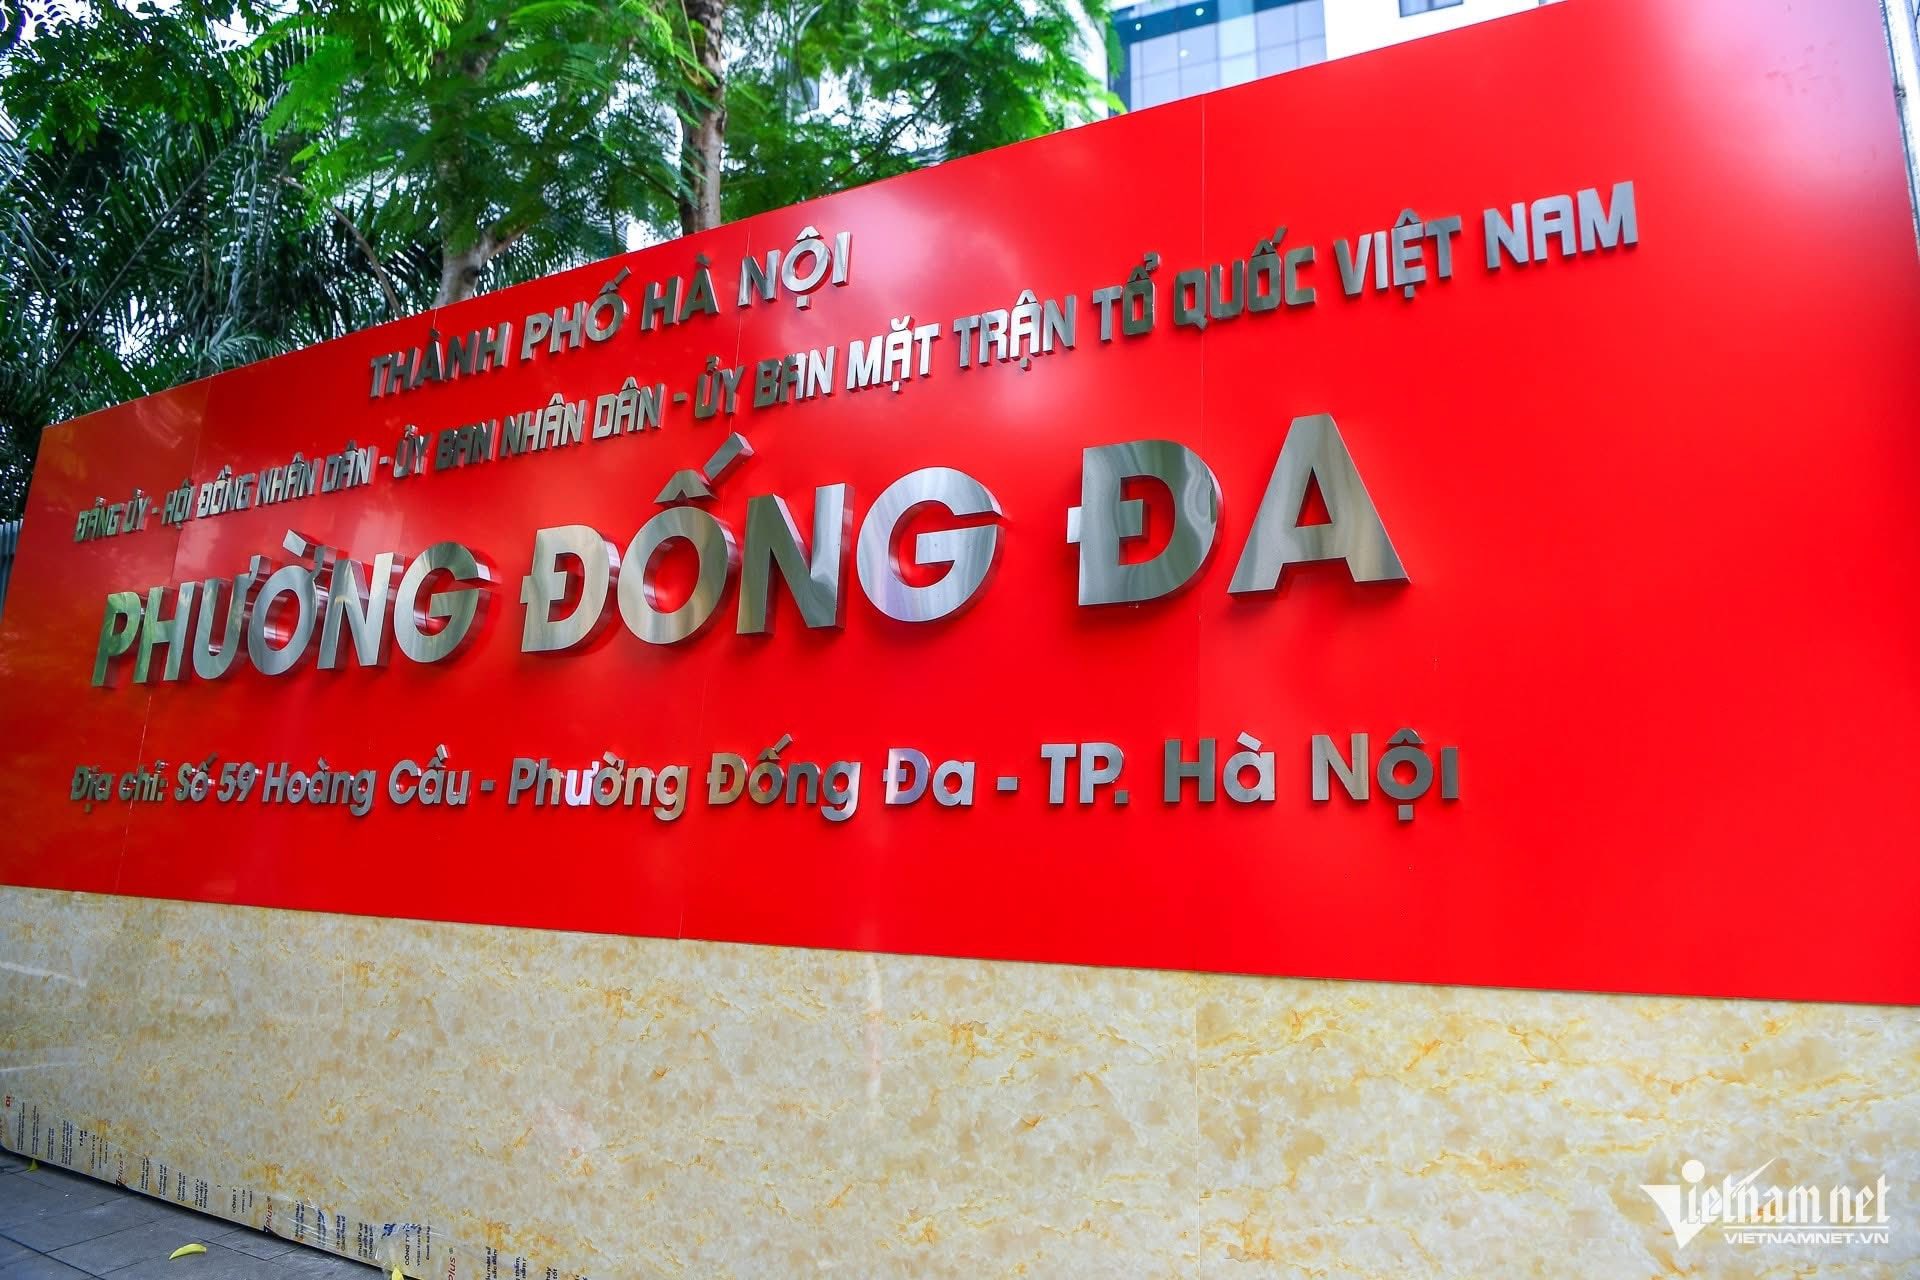 THÀNH PHỐ HÀ NỘI
ĐẢNG ỦY - HỘI ĐỒNG NHÂN DÂN - ỦY BAN NHÂN DÂN - ỦY BAN MẶT TRẬN TỔ QUỐC VIỆT NAM
PHƯỜNG ĐỐNG ĐA
Địa chỉ: Số 59 Hoàng Cầu - Phường Đống Đa - TP. Hà Nội
Vietnamnet
VIETNAMNET.VN